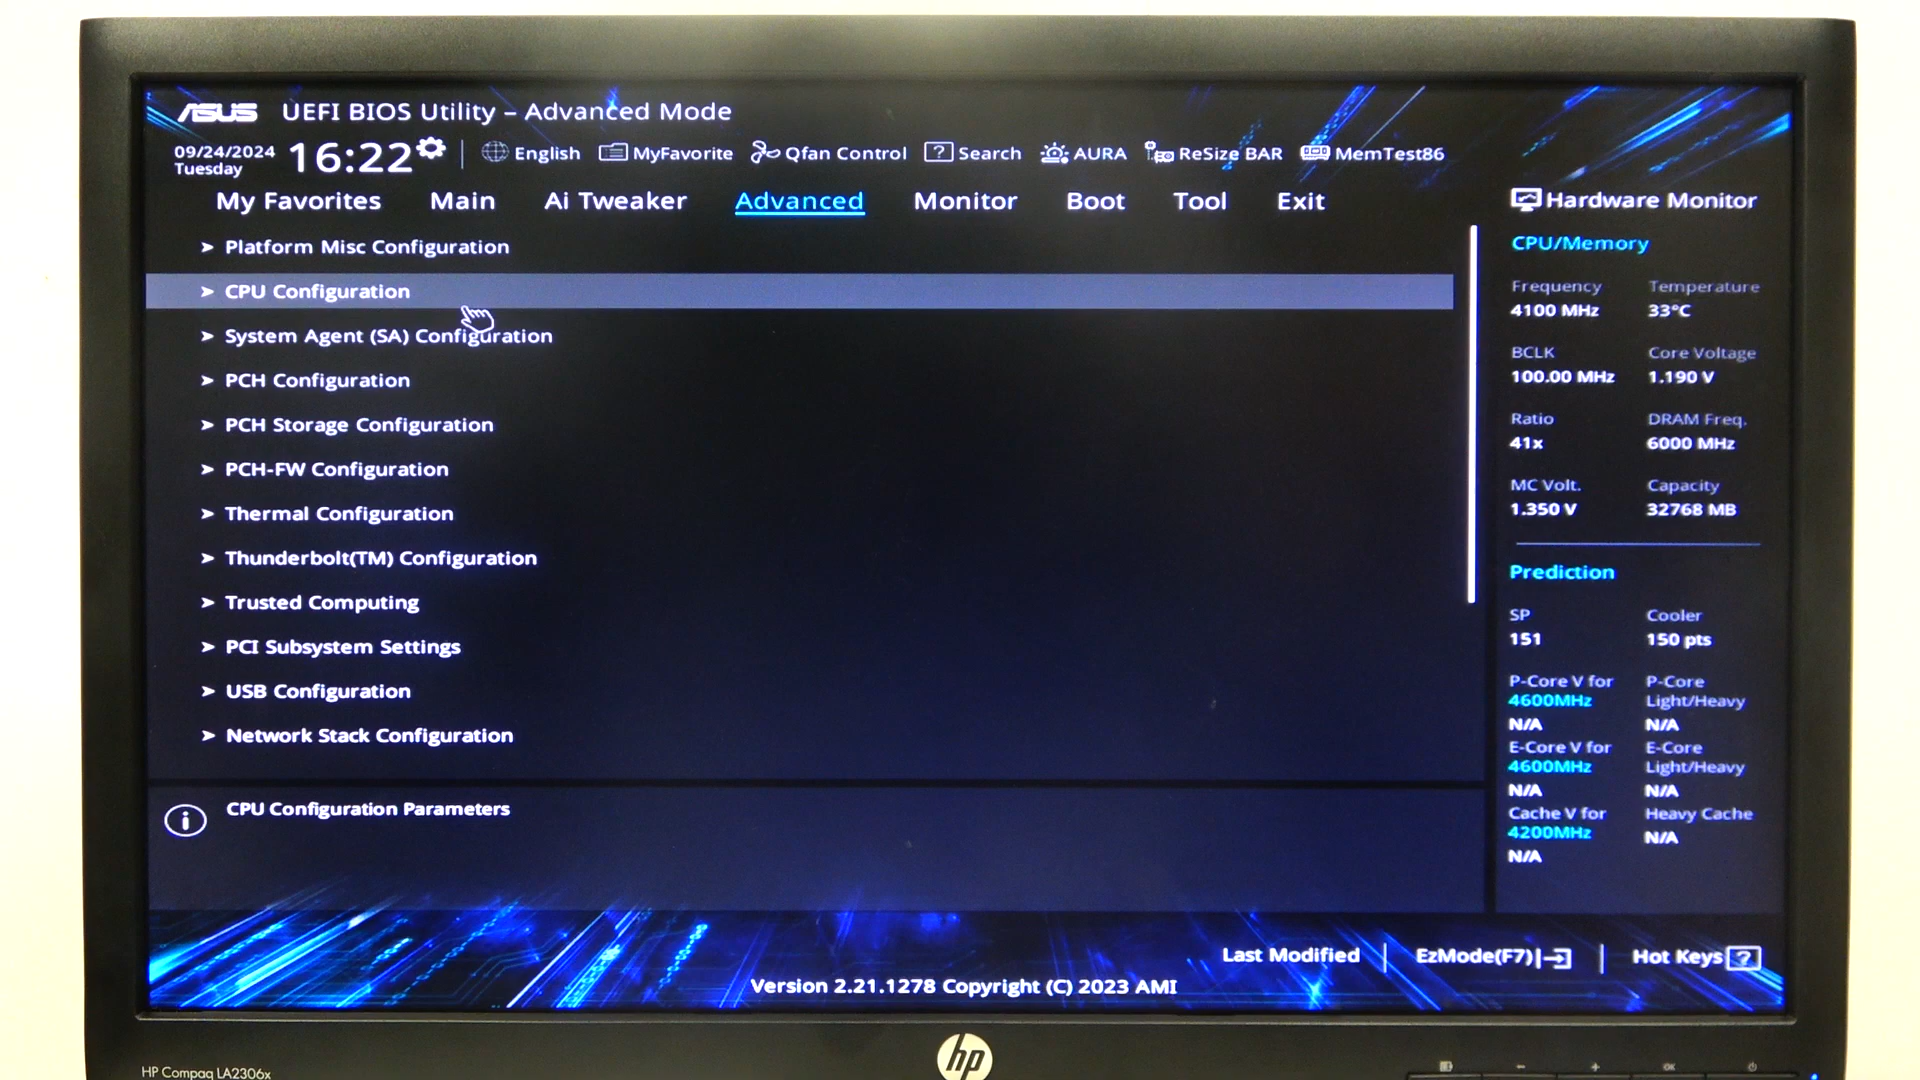 ASUS UEFI BIOS Utility – Advanced Mode
09/24/2024
Tuesday
16:22
English
MyFavorite
Qfan Control
? Search
AURA
ReSize BAR
MemTest86
My Favorites
Main
Ai Tweaker
Advanced
Monitor
Boot
Tool
Exit
> Platform Misc Configuration
> CPU Configuration
> System Agent (SA) Configuration
> PCH Configuration
> PCH Storage Configuration
> PCH-FW Configuration
> Thermal Configuration
> Thunderbolt(TM) Configuration
> Trusted Computing
> PCI Subsystem Settings
> USB Configuration
> Network Stack Configuration
i CPU Configuration Parameters
Hardware Monitor
CPU/Memory
Frequency Temperature
4100 MHz 33°C
BCLK Core Voltage
100.00 MHz 1.190 V
Ratio DRAM Freq.
41x 6000 MHz
MC Volt. Capacity
1.350 V 32768 MB
Prediction
SP Cooler
151 150 pts
P-Core V for P-Core
4600MHz Light/Heavy
N/A N/A
E-Core V for E-Core
4600MHz Light/Heavy
N/A N/A
Cache V for Heavy Cache
4200MHz N/A
N/A
Last Modified
EzMode(F7)
Hot Keys ?
Version 2.21.1278 Copyright (C) 2023 AMI
hp
HP Compaq LA2306x
OK